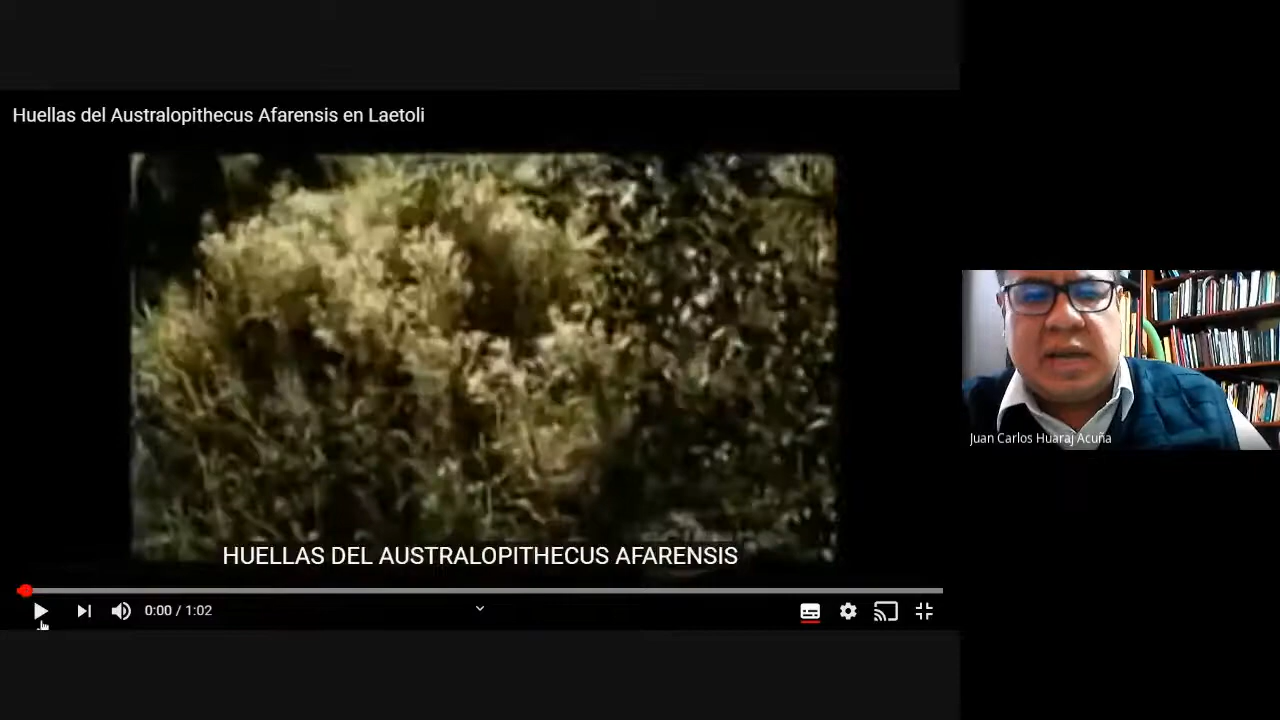 Huellas del Australopithecus Afarensis en Laetoli
HUELLAS DEL AUSTRALOPITHECUS AFARENSIS
0:00 / 1:02
Juan Carlos Huaraj Acuña